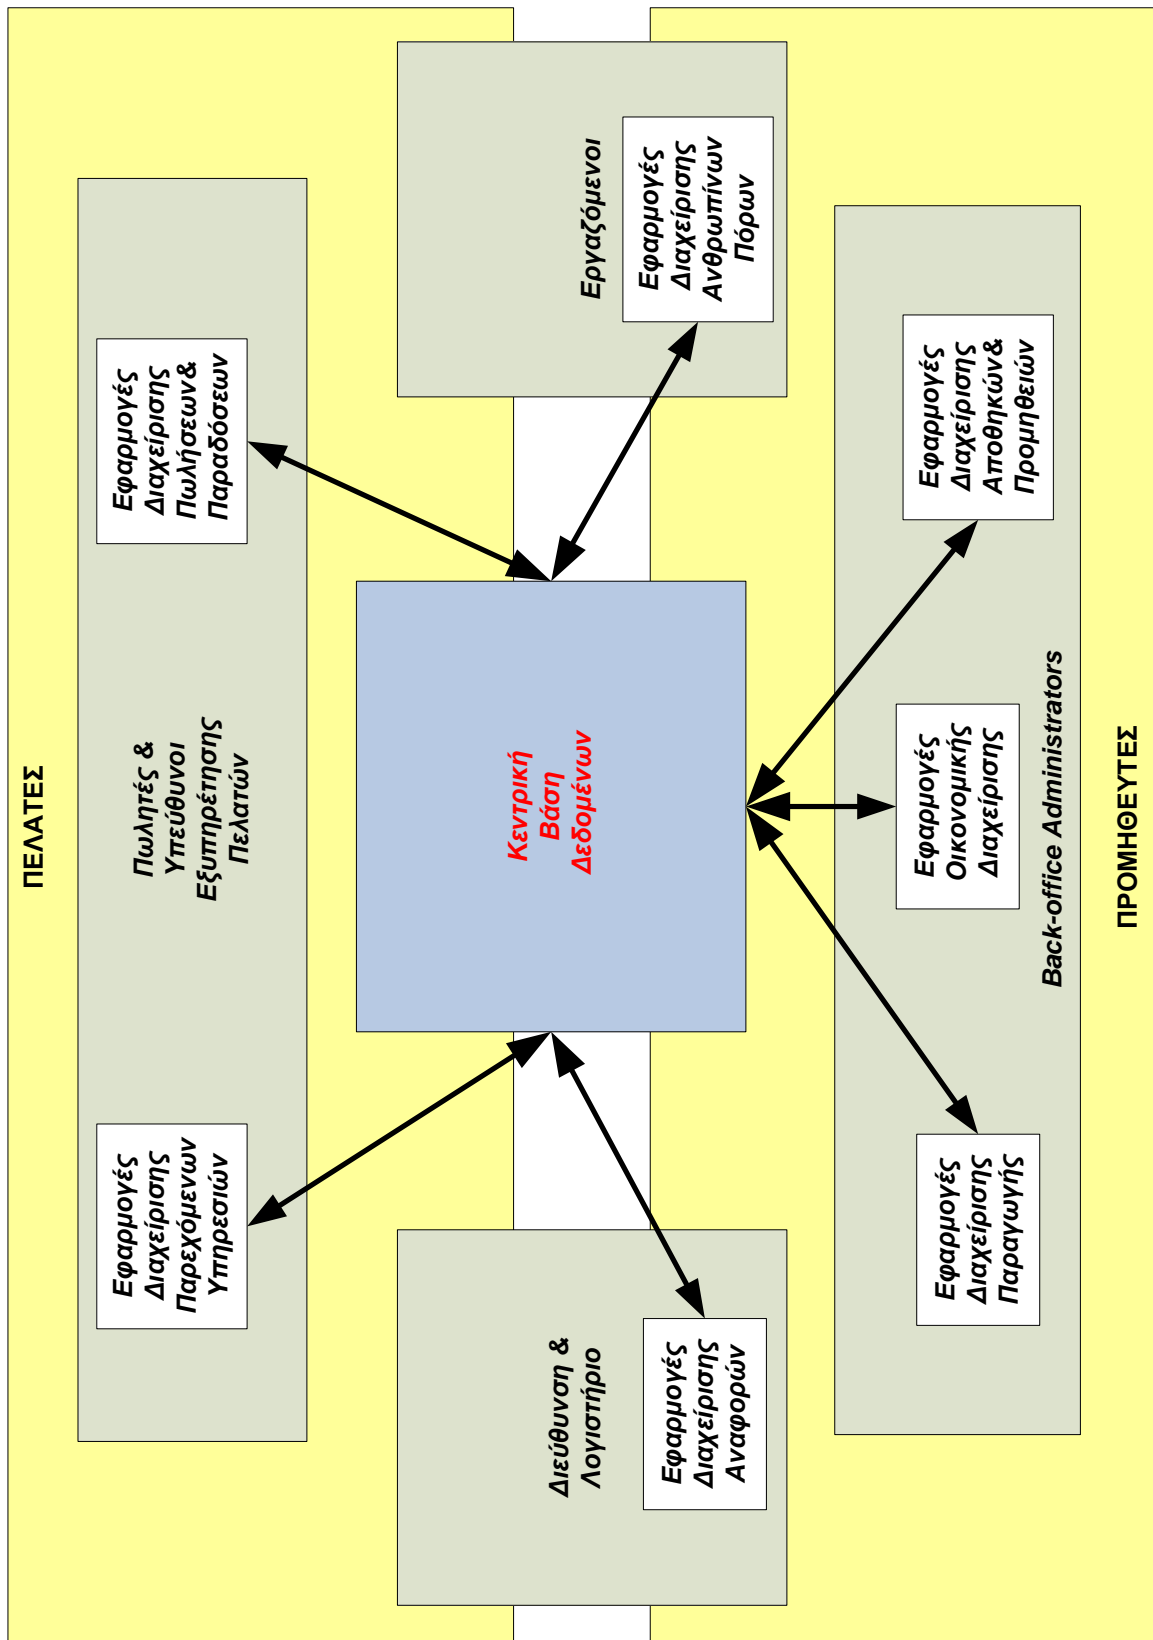 ΠΕΛΑΤΕΣ
Πωλητές &
Υπεύθυνοι
Εξυπηρέτησης
Πελατών
Εφαρμογές
Διαχείρισης
Παρεχόμενων
Υπηρεσιών
Εφαρμογές
Διαχείρισης
Πωλήσεων&
Παραδόσεων
Διεύθυνση &
Λογιστήριο
Εφαρμογές
Διαχείρισης
Αναφορών
Κεντρική
Βάση
Δεδομένων
Εργαζόμενοι
Εφαρμογές
Διαχείρισης
Ανθρωπίνων
Πόρων
Εφαρμογές
Διαχείρισης
Παραγωγής
Εφαρμογές
Οικονομικής
Διαχείρισης
Εφαρμογές
Διαχείρισης
Αποθηκών&
Προμηθειών
Back-office Administrators
ΠΡΟΜΗΘΕΥΤΕΣ